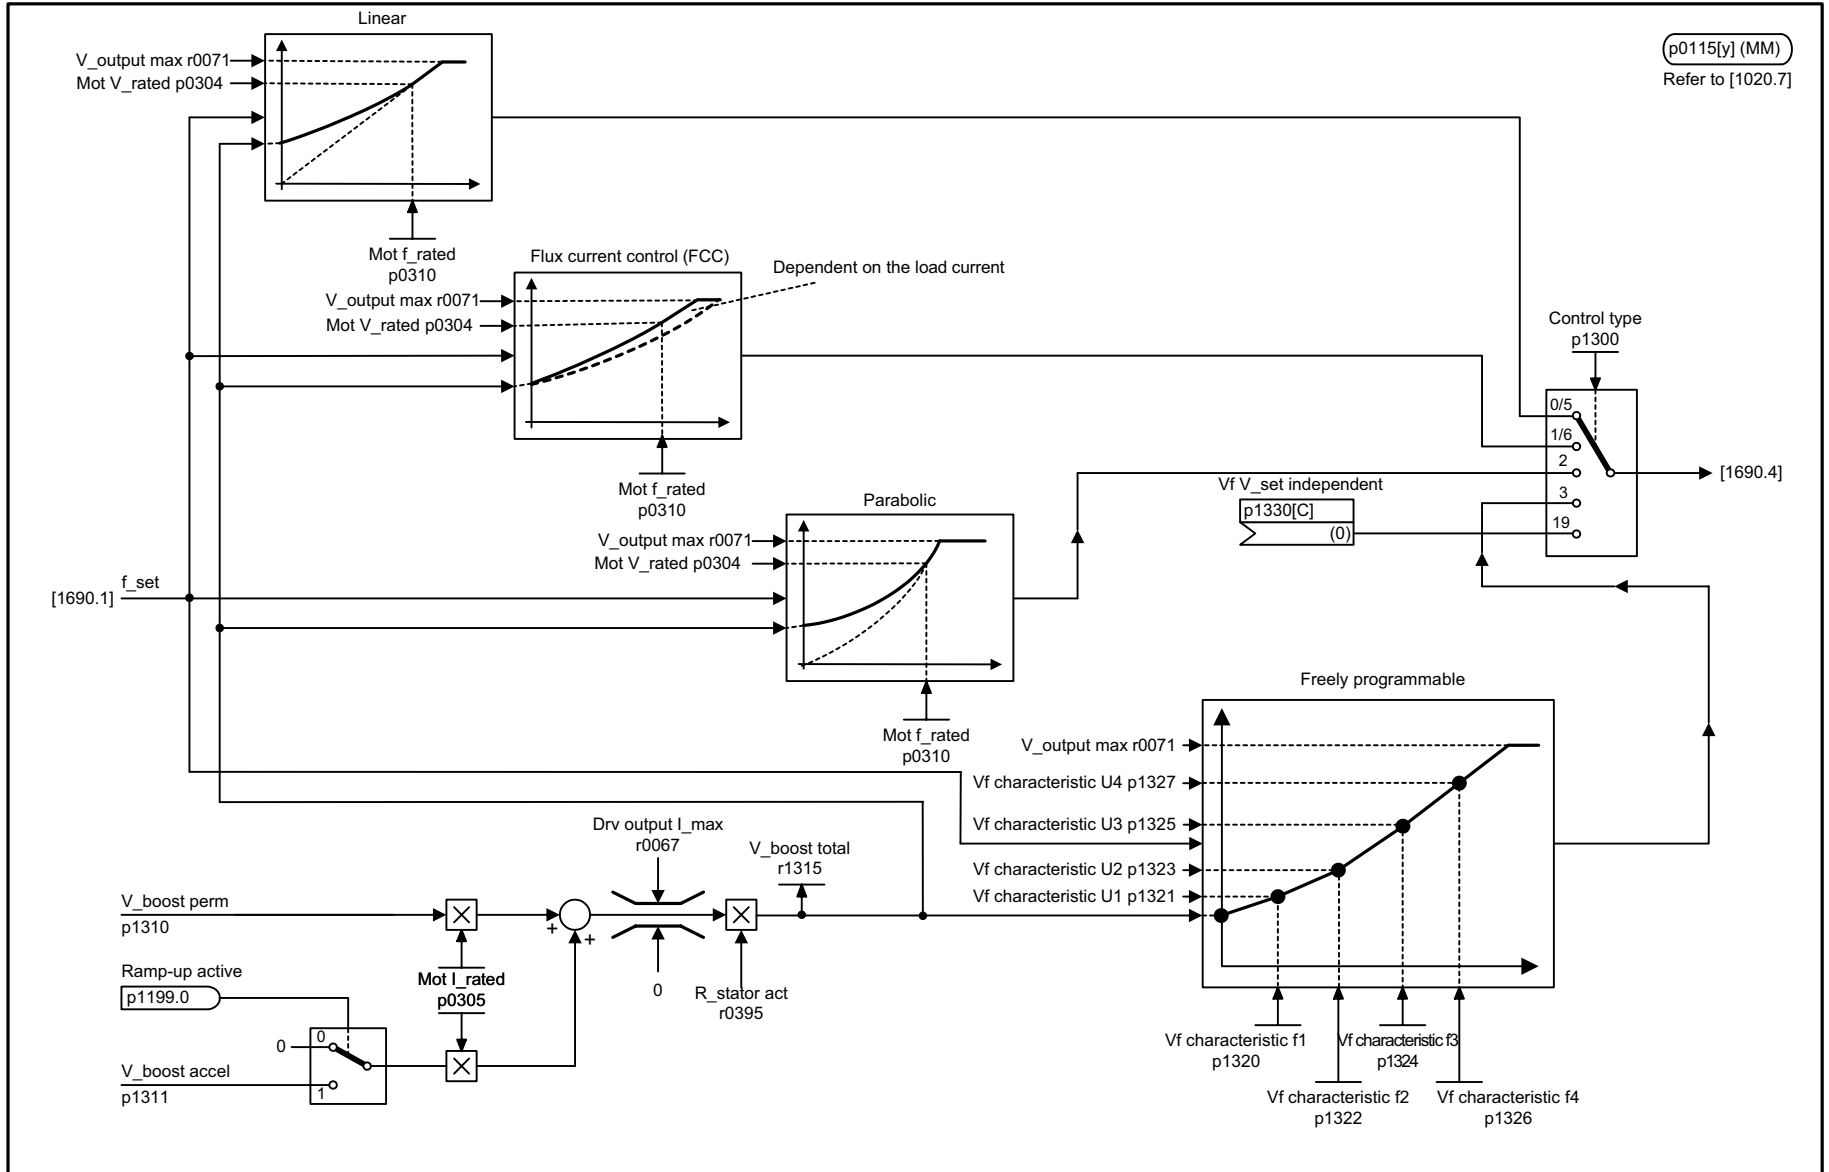 Linear
V_output max r0071
Mot V_rated p0304
p0115[y] (MM)
Refer to [1020.7]
Mot f_rated
p0310
Flux current control (FCC)
Dependent on the load current
V_output max r0071
Mot V_rated p0304
Mot f_rated
p0310
Control type
p1300
0/5
1/6
2
3
19
[1690.4]
Vf V_set independent
p1330[C]
(0)
Parabolic
V_output max r0071
Mot V_rated p0304
f_set
[1690.1]
Mot f_rated
p0310
Freely programmable
V_output max r0071
Vf characteristic U4 p1327
Vf characteristic U3 p1325
Vf characteristic U2 p1323
Vf characteristic U1 p1321
Drv output I_max
r0067
V_boost total
r1315
V_boost perm
p1310
+
+
Ramp-up active
p1199.0
Mot I_rated
p0305
0
R_stator act
r0395
0
0
V_boost accel
p1311
1
Vf characteristic f1
p1320
Vf characteristic f3
p1324
Vf characteristic f2
p1322
Vf characteristic f4
p1326